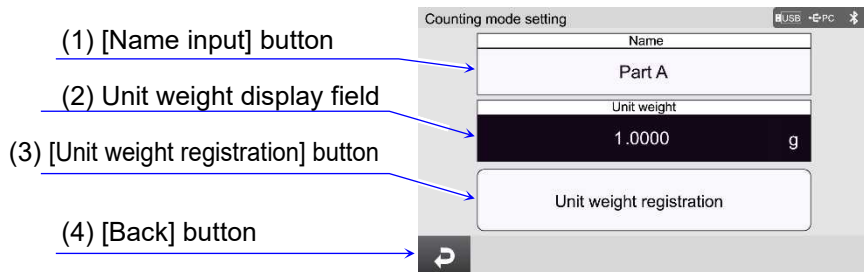 Counting mode setting
USB PC
(1) [Name input] button
Name
Part A
(2) Unit weight display field
Unit weight
1.0000 g
(3) [Unit weight registration] button
Unit weight registration
(4) [Back] button